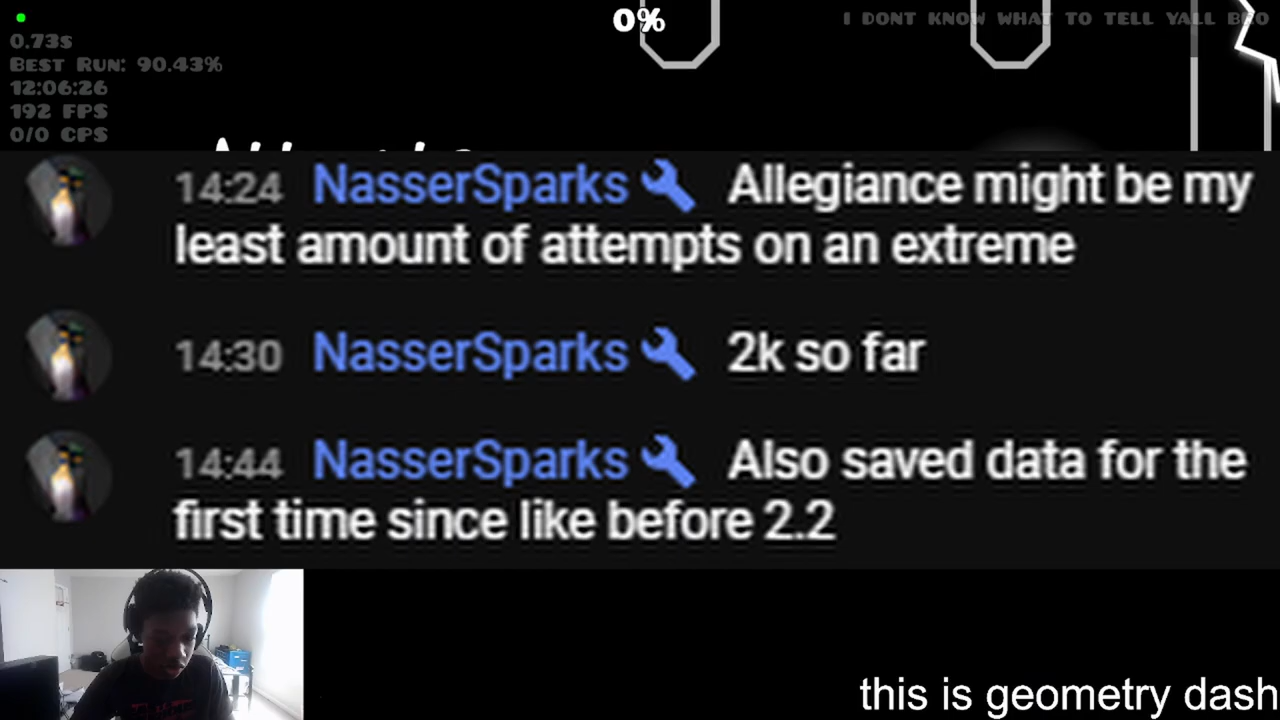 0%
I DONT KNOW WHAT TO TELL YALL BRO
0.73s
BEST RUN: 90.43%
12:06:26
192 FPS
0/0 CPS
14:24 NasserSparks Allegiance might be my
least amount of attempts on an extreme
14:30 NasserSparks 2k so far
14:44 NasserSparks Also saved data for the
first time since like before 2.2
this is geometry dash